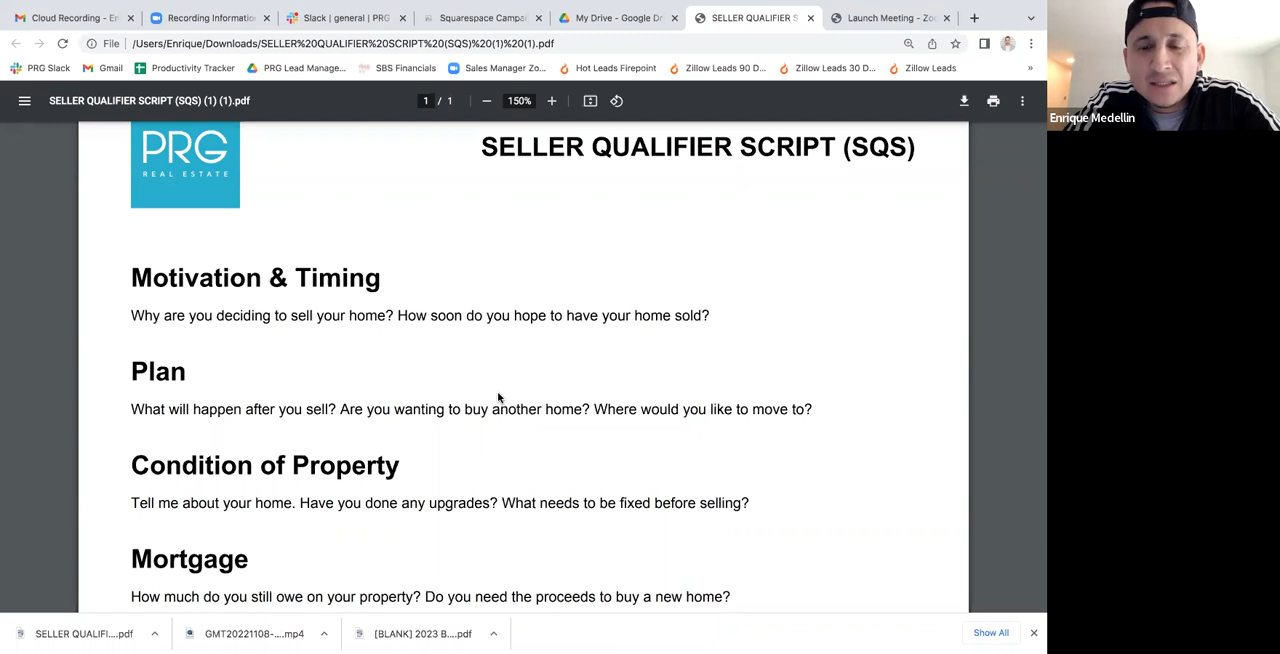 Cloud Recording - En
Recording Informatio
Slack | general | PRG
Squarespace Campai
My Drive - Google Dr
SELLER QUALIFIER S
Launch Meeting - Zoo
File
/Users/Enrique/Downloads/SELLER%20QUALIFIER%20SCRIPT%20(SQS)%20(1)%20(1).pdf
PRG Slack
Gmail
Productivity Tracker
PRG Lead Manage...
SBS Financials
Sales Manager Zo...
Hot Leads Firepoint
Zillow Leads 90 D...
Zillow Leads 30 D...
Zillow Leads
»
SELLER QUALIFIER SCRIPT (SQS) (1) (1).pdf
1 / 1
150%
Enrique Medellin
PRG
REAL ESTATE
SELLER QUALIFIER SCRIPT (SQS)
Motivation & Timing
Why are you deciding to sell your home? How soon do you hope to have your home sold?
Plan
What will happen after you sell? Are you wanting to buy another home? Where would you like to move to?
Condition of Property
Tell me about your home. Have you done any upgrades? What needs to be fixed before selling?
Mortgage
How much do you still owe on your property? Do you need the proceeds to buy a new home?
SELLER QUALIFI....pdf
GMT20221108-....mp4
[BLANK] 2023 B....pdf
Show All